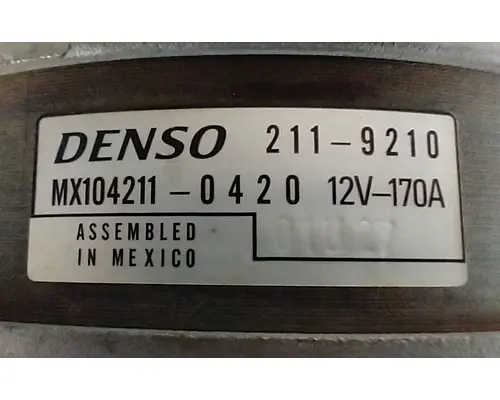 DENSO 211-9210
MX104211-0420 12V-170A
ASSEMBLED
IN MEXICO